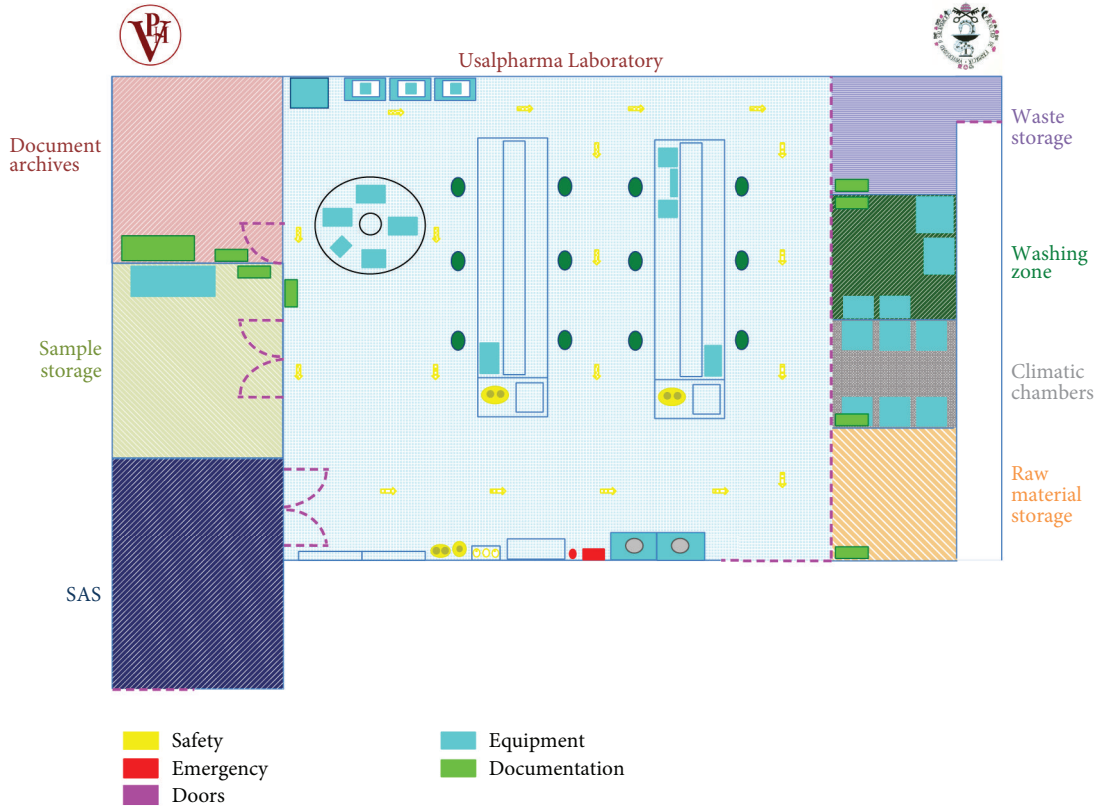 VPHA
Usalpharma Laboratory
Document
archives
Waste
storage
Washing
zone
Sample
storage
Climatic
chambers
Raw
material
storage
SAS
Safety
Emergency
Doors
Equipment
Documentation